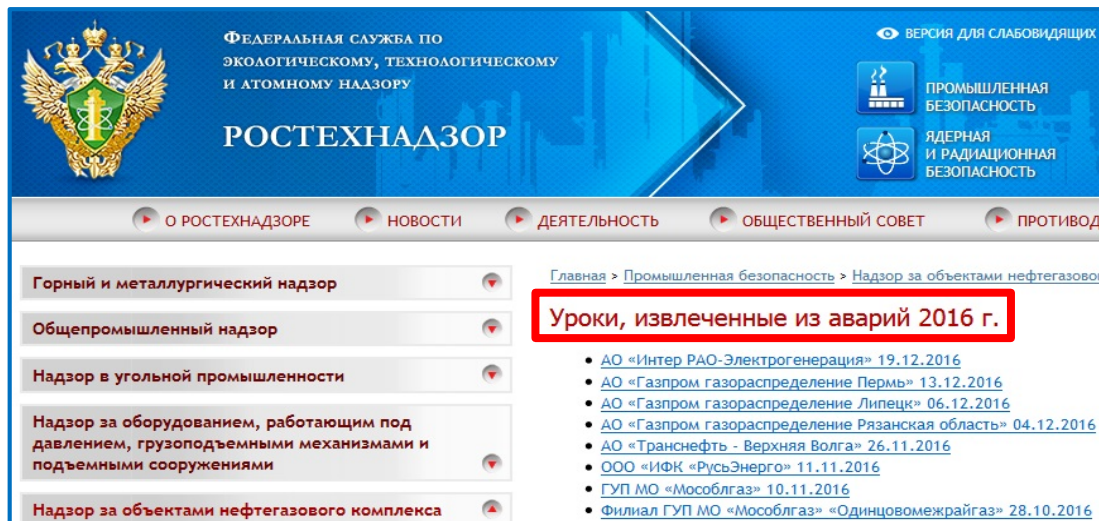 Федеральная служба по
экологическому, технологическому
и атомному надзору
РОСТЕХНАДЗОР
ВЕРСИЯ ДЛЯ СЛАБОВИДЯЩИХ
ПРОМЫШЛЕННАЯ
БЕЗОПАСНОСТЬ
ЯДЕРНАЯ
И РАДИАЦИОННАЯ
БЕЗОПАСНОСТЬ
О РОСТЕХНАДЗОРЕ НОВОСТИ ДЕЯТЕЛЬНОСТЬ ОБЩЕСТВЕННЫЙ СОВЕТ
Горный и металлургический надзор
Общепромышленный надзор
Надзор в угольной промышленности
Надзор за оборудованием, работающим под
давлением, грузоподъемными механизмами и
подъемными сооружениями
Надзор за объектами нефтегазового комплекса
Главная > Промышленная безопасность > Надзор за объектами
Уроки, извлеченные из аварий 2016 г.
• АО «Интер РАО-Электрогенерация» 19.12.2016
• АО «Газпром газораспределение Пермь» 13.12.2016
• АО «Газпром газораспределение Липецк» 06.12.2016
• АО «Газпром газораспределение Рязанская область» 04.12.2016
• АО «Транснефть - Верхняя Волга» 26.11.2016
• ООО «ИФК «РусьЭнерго» 11.11.2016
• ГУП МО «Мособлгаз» 10.11.2016
• Филиал ГУП МО «Мособлгаз» «Одинцовомежрайгаз» 28.10.2016